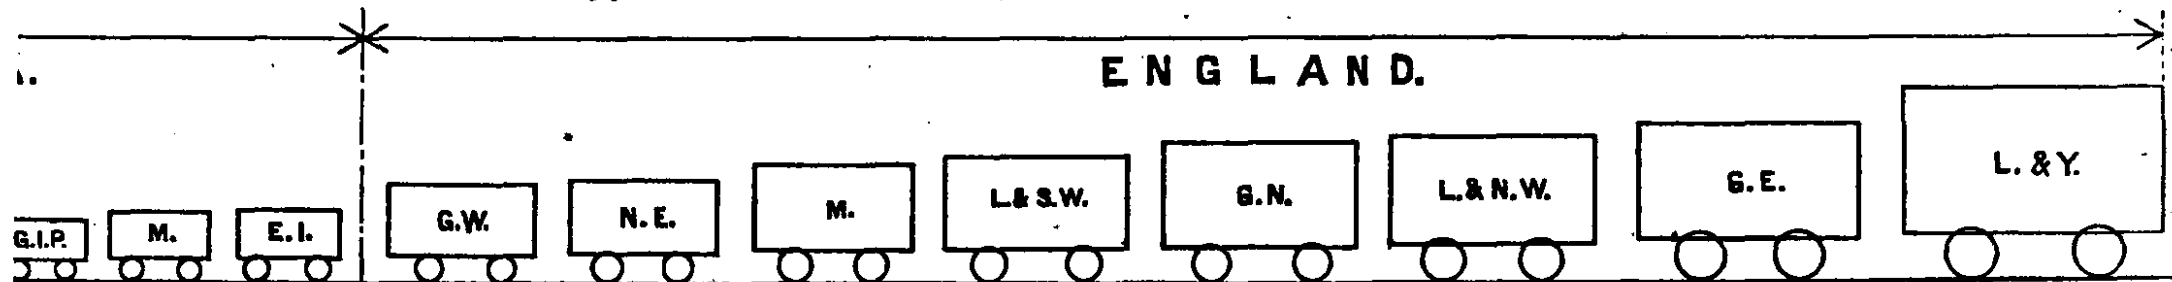 ENGLAND.
G.I.P.
M.
E.I.
G.W.
N.E.
M.
L.& S.W.
G.N.
L.& N.W.
G.E.
L.&Y.